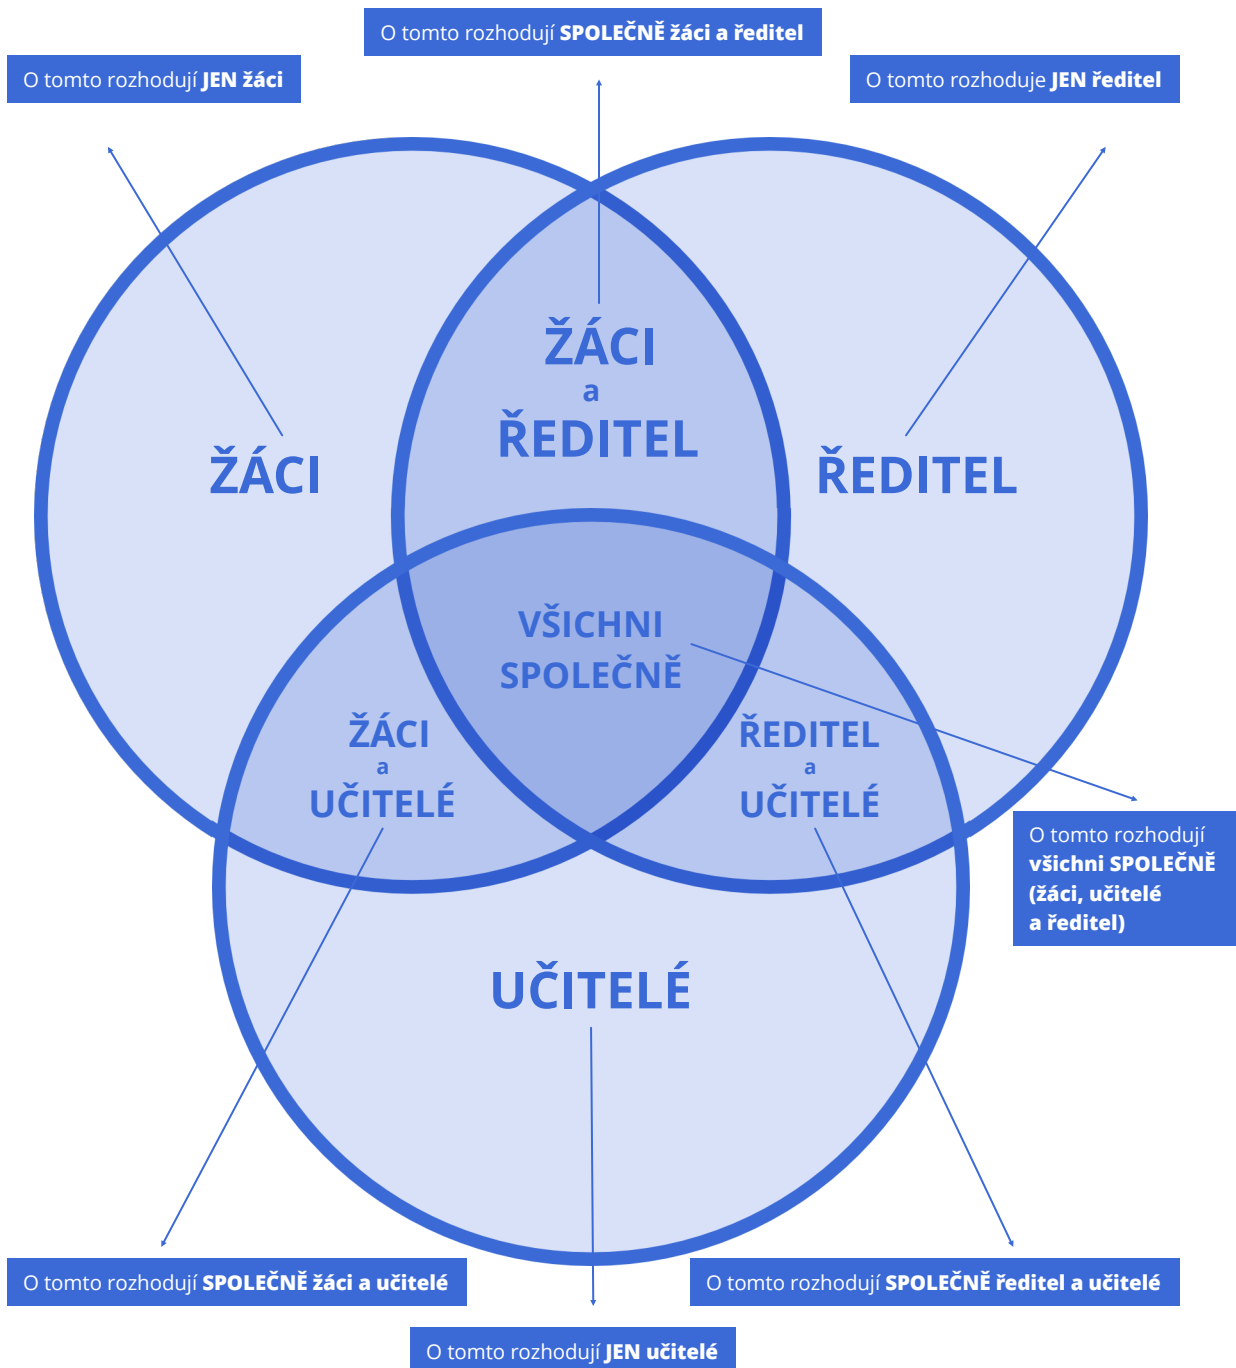 O tomto rozhodují SPOLEČNĚ žáci a ředitel
O tomto rozhodují JEN žáci
O tomto rozhoduje JEN ředitel
ŽÁCI
a
ŘEDITEL
ŽÁCI
ŘEDITEL
VŠICHNI
SPOLEČNĚ
ŽÁCI
a
UČITELÉ
ŘEDITEL
a
UČITELÉ
O tomto rozhodují
všichni SPOLEČNĚ
(žáci, učitelé
a ředitel)
UČITELÉ
O tomto rozhodují SPOLEČNĚ žáci a učitelé
O tomto rozhodují SPOLEČNĚ ředitel a učitelé
O tomto rozhodují JEN učitelé